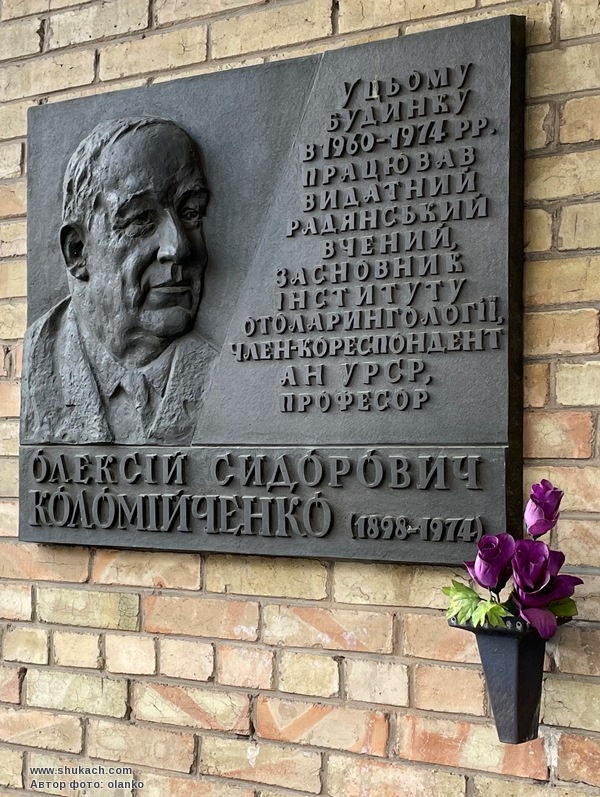 У ЦЬОМУ
БУДИНКУ
В 1960–1974 РР.
ПРАЦЮВАВ
ВИДАТНИЙ
РАДЯНСЬКИЙ
ВЧЕНИЙ,
ЗАСНОВНИК
ІНСТИТУТУ
ОТОЛАРИНГОЛОГІЇ,
ЧЛЕН-КОРЕСПОНДЕНТ
АН УРСР,
ПРОФЕСОР
ОЛЕКСІЙ СИДОРОВИЧ
КОЛОМІЙЧЕНКО (1898–1974)
www.shukach.com
Автор фото: olanko